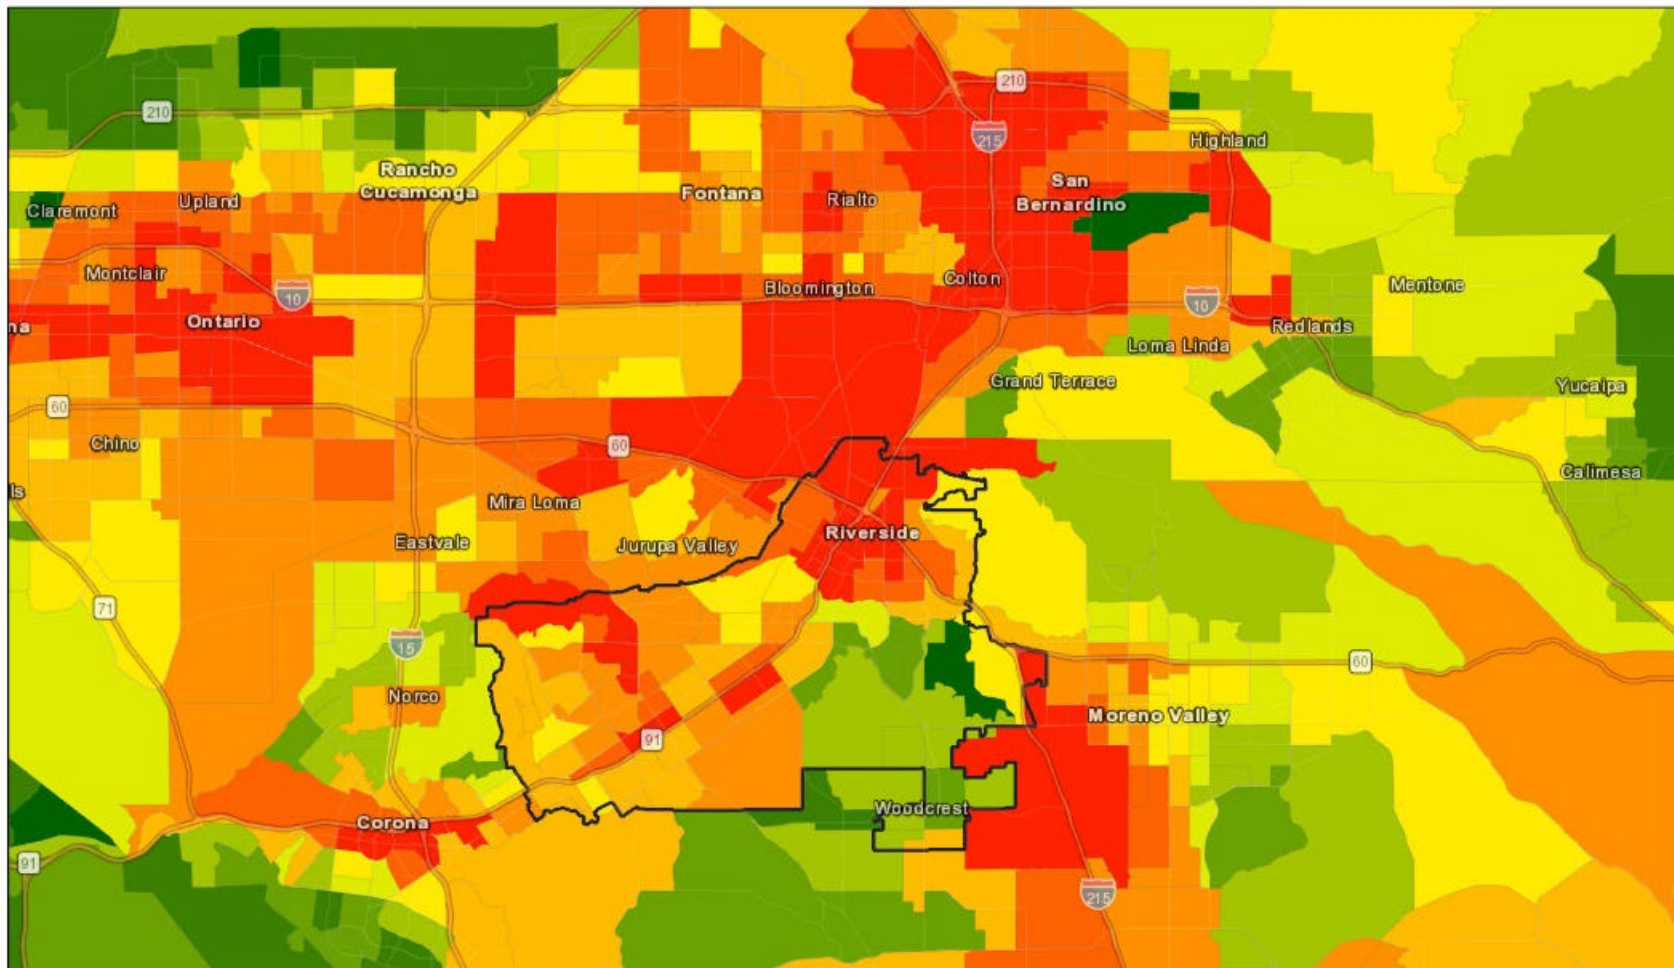 210
210
215
Highland
Rancho
Cucamonga
San
Bernardino
Fontana
Rialto
Upland
Claremont
Montclair
10
Bloomington
Colton
10
Mentone
na
Ontario
Redlands
Loma Linda
Grand Terrace
Yucaipa
60
Chino
60
Calimesa
ls
Mira Loma
Riverside
Eastvale
Jurupa Valley
71
15
60
Norco
Moreno Valley
91
Woodcrest
Corona
91
215